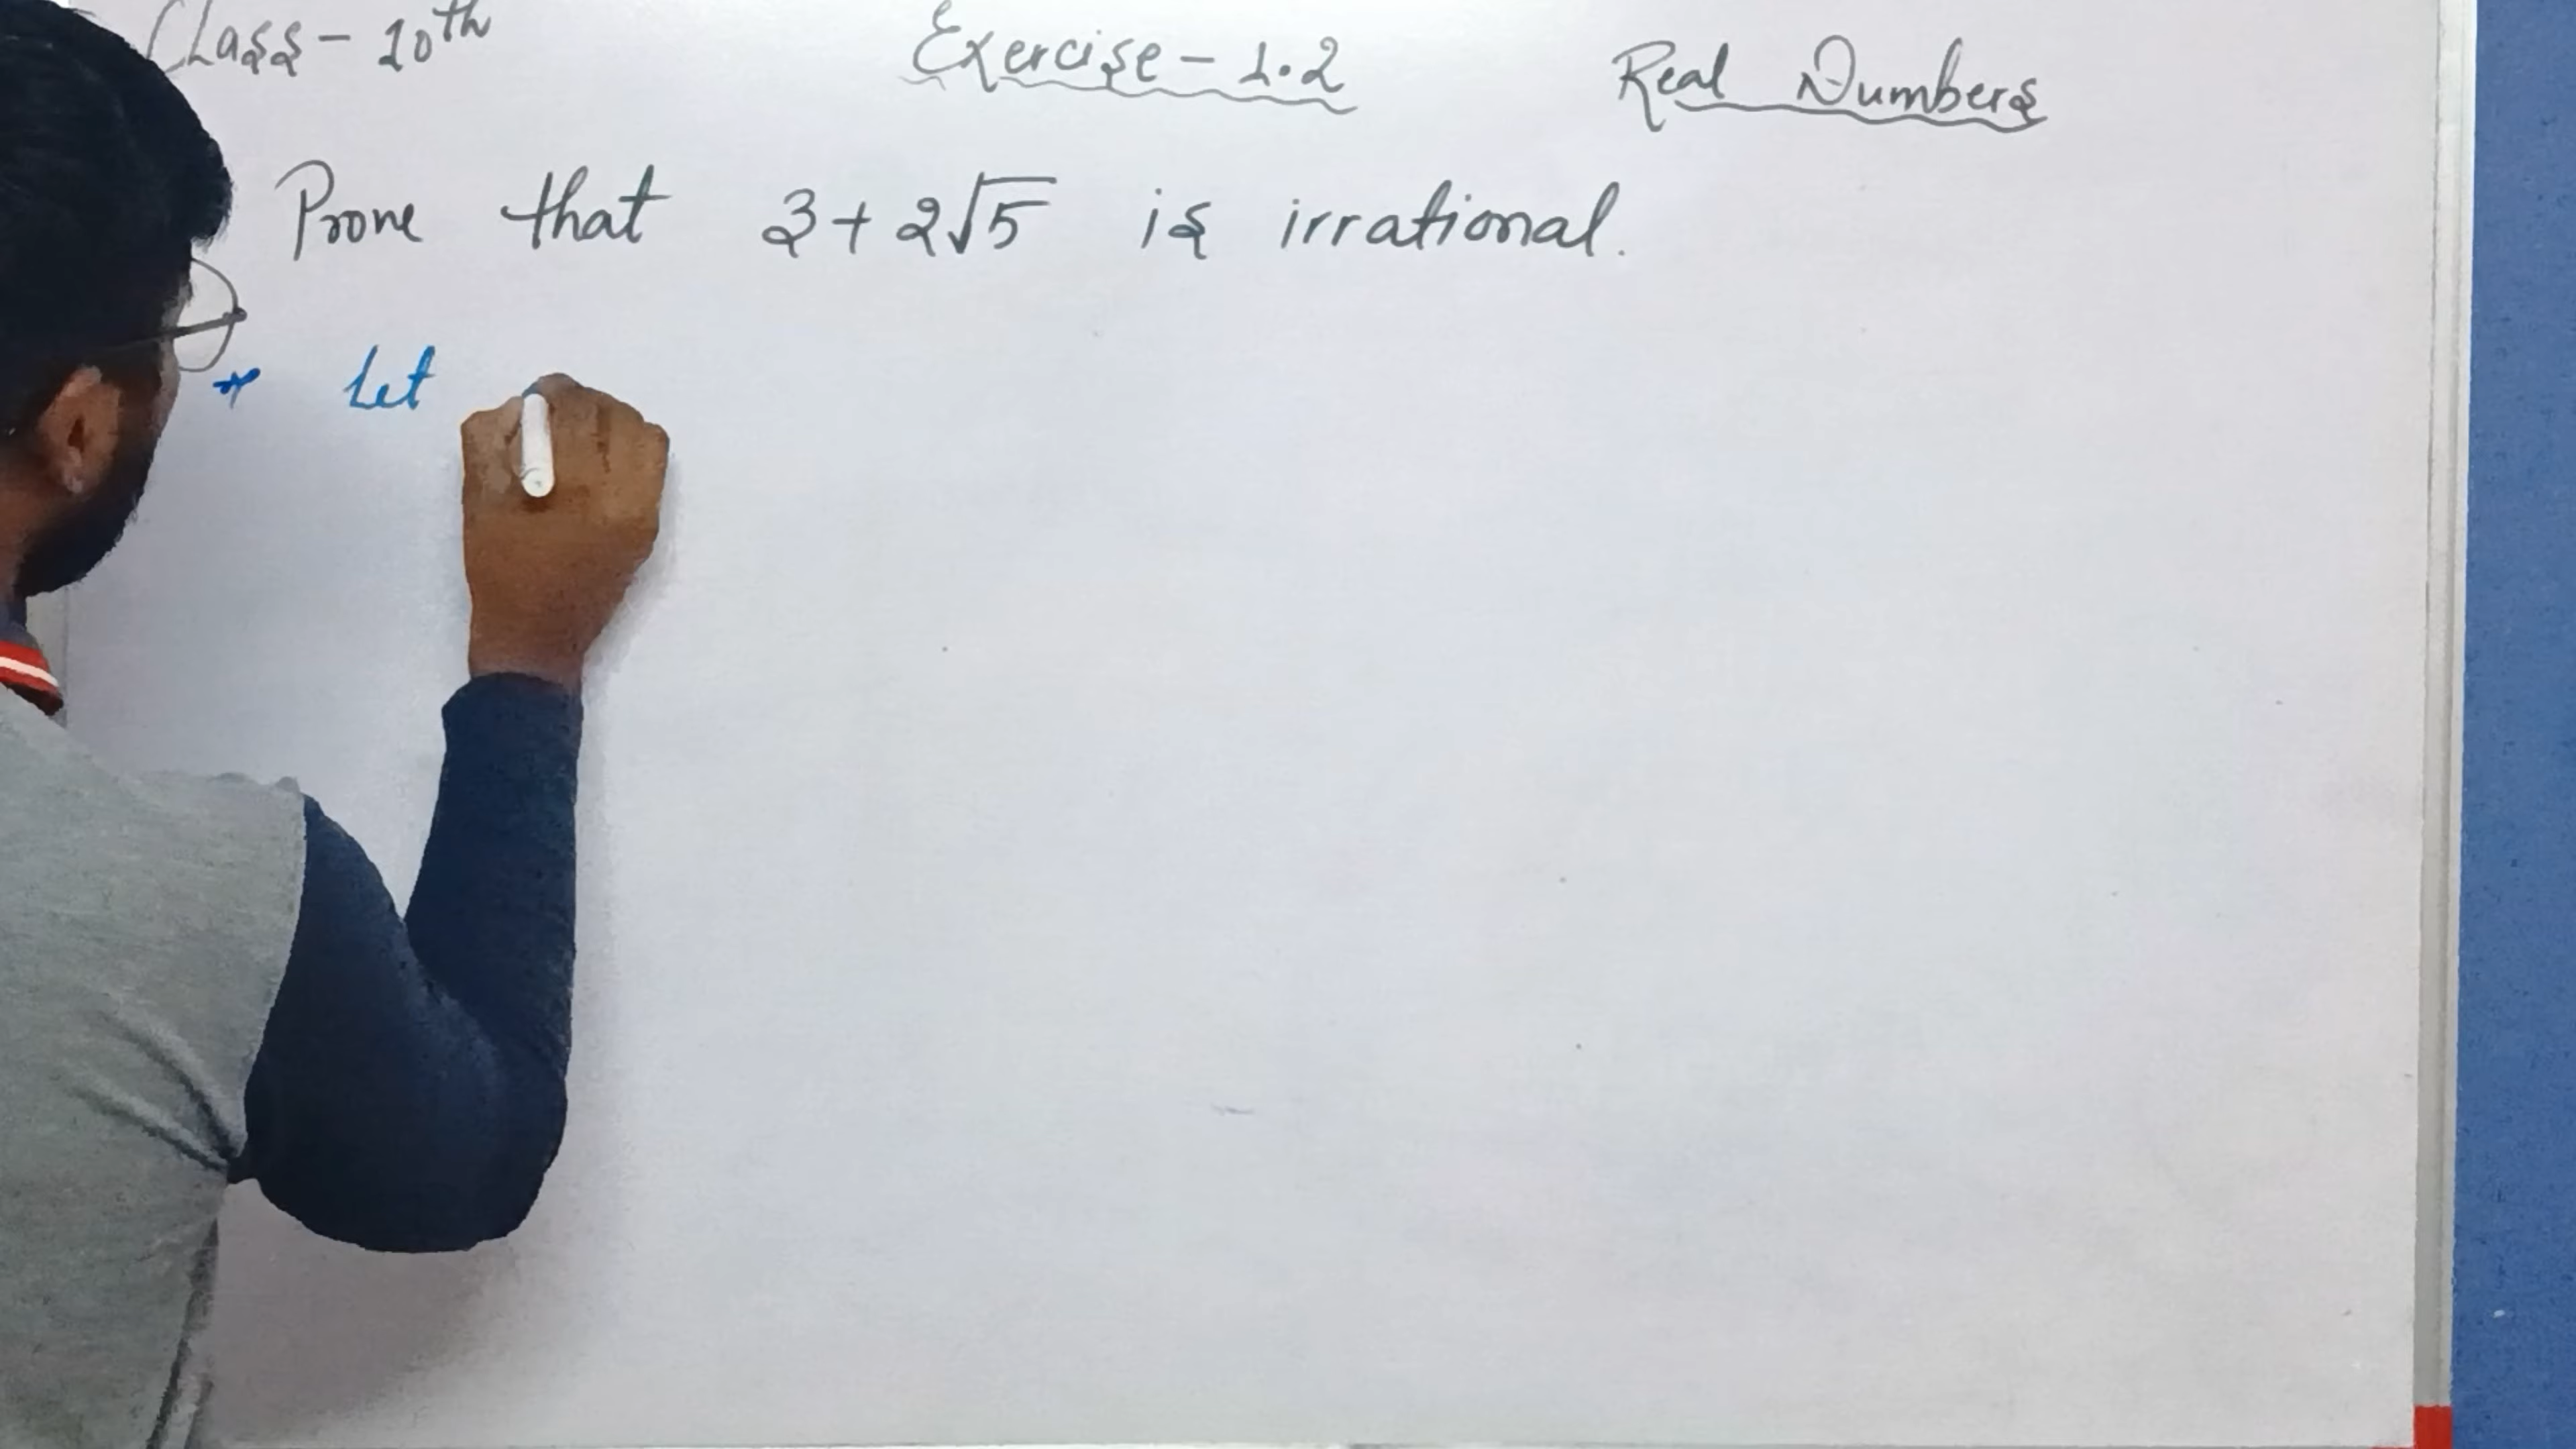 Class - 10th Exercise - 1.2 Real Numbers
Prove that 3 + 2√5 is irrational.
* Let